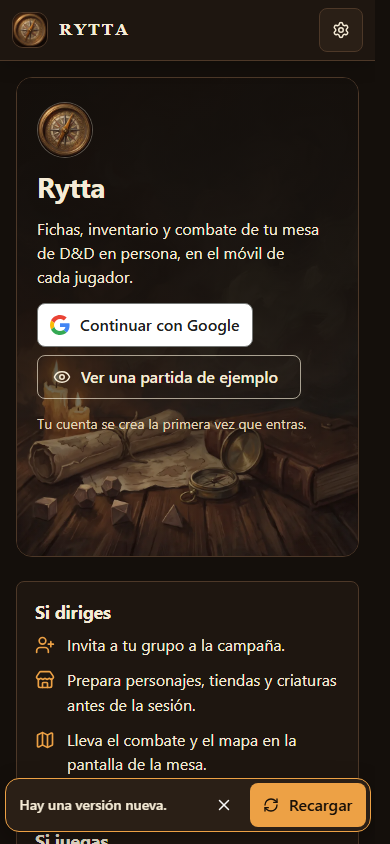 RYTTA
Rytta
Fichas, inventario y combate de tu mesa
de D&D en persona, en el móvil de
cada jugador.
Continuar con Google
Ver una partida de ejemplo
Tu cuenta se crea la primera vez que entras.
Si diriges
Invita a tu grupo a la campaña.
Prepara personajes, tiendas y criaturas
antes de la sesión.
Lleva el combate y el mapa en la
pantalla de la mesa.
Hay una versión nueva.
Recargar
Si juegas